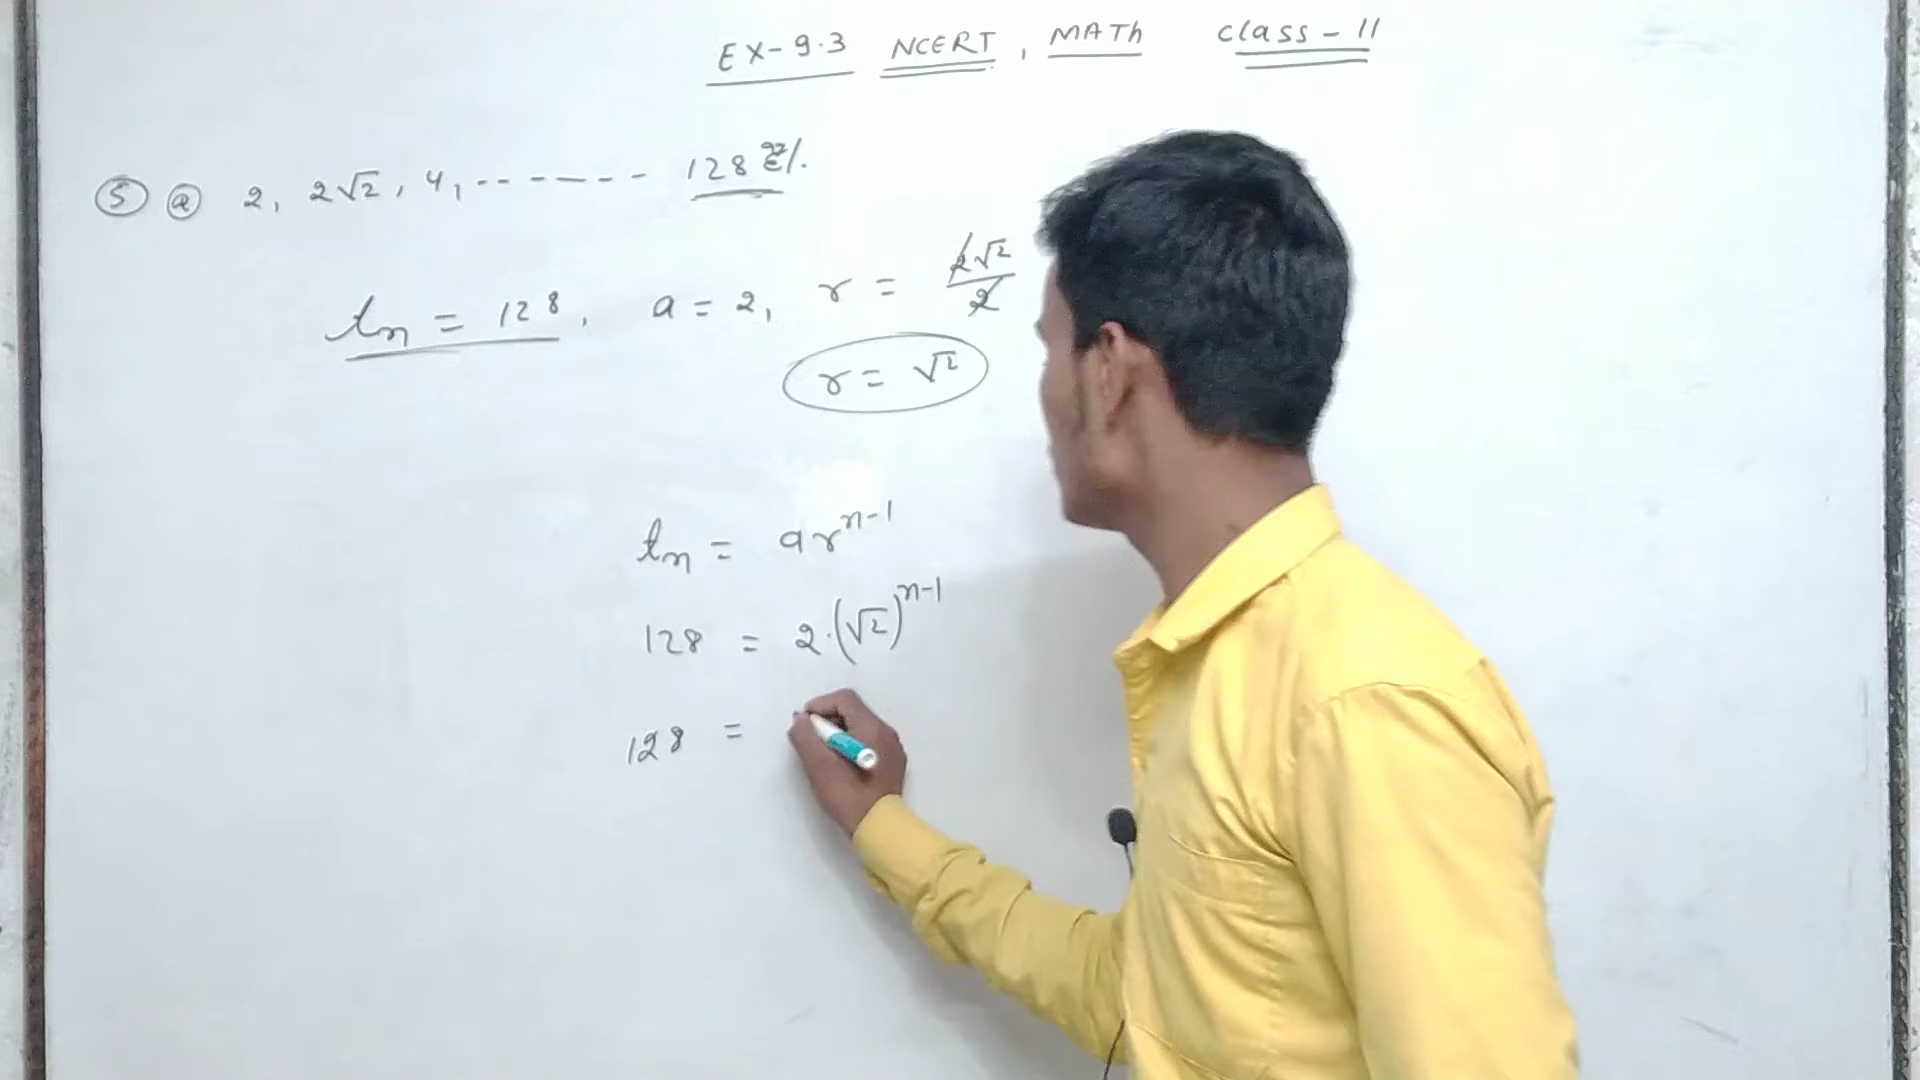 EX-9.3 NCERT, MATH class-11
5 a 2, 2√2, 4, ------- 128
tn = 128, a = 2, r = 2√2/2
r = √2
tn = ar^n-1
128 = 2.(√2)^n-1
128 =